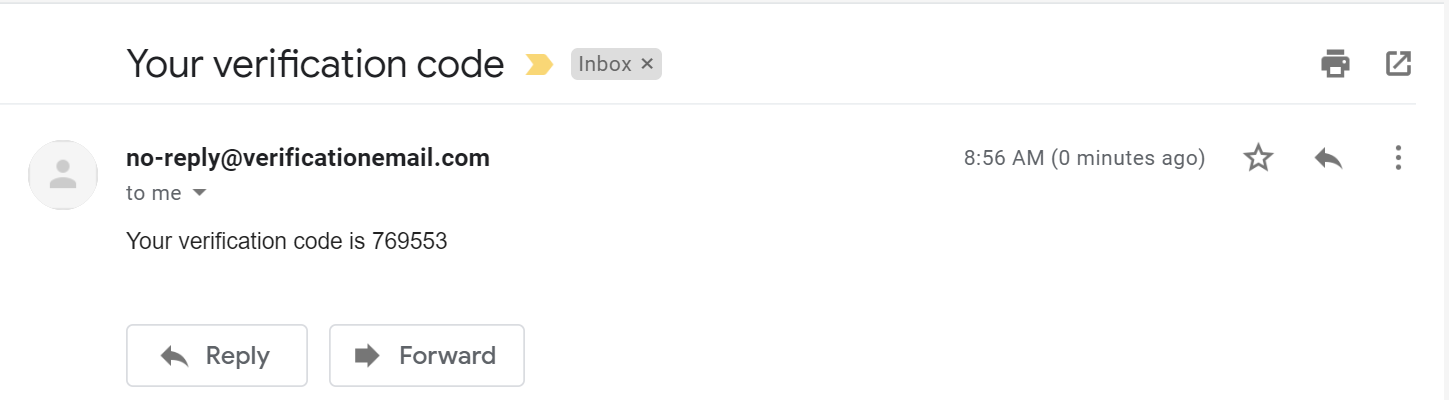 Your verification code Inbox ×
no-reply@verificationemail.com 8:56 AM (0 minutes ago)
to me
Your verification code is 769553
Reply Forward